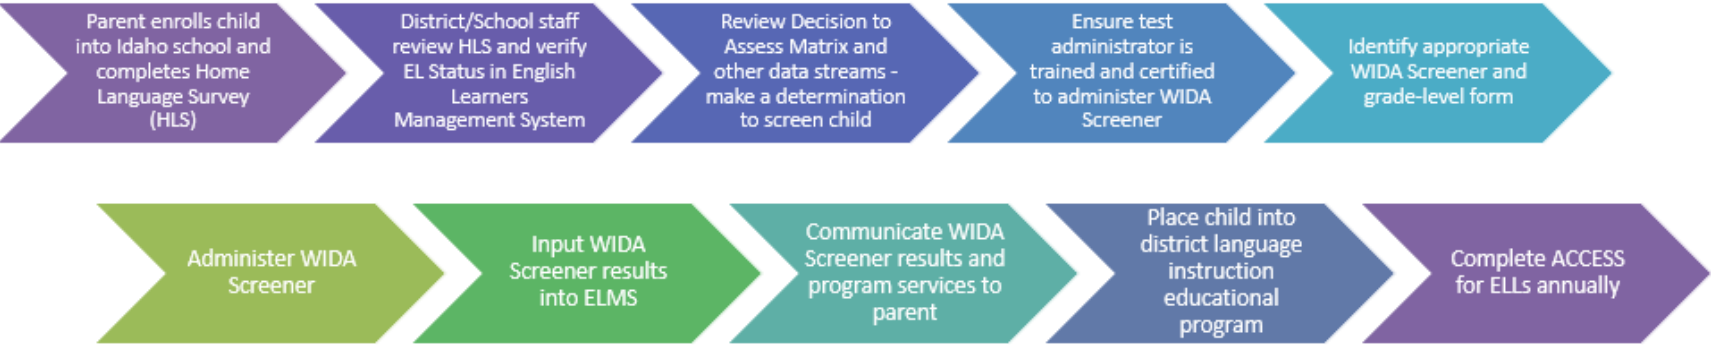 Parent enrolls child
into Idaho school and
completes Home
Language Survey
(HLS)
District/School staff
review HLS and verify
EL Status in English
Learners
Management System
Review Decision to
Assess Matrix and
other data streams -
make a determination
to screen child
Ensure test
administrator is
trained and certified
to administer WIDA
Screener
Identify appropriate
WIDA Screener and
grade-level form
Administer WIDA
Screener
Input WIDA
Screener results
into ELMS
Communicate WIDA
Screener results and
program services to
parent
Place child into
district language
instruction
educational
program
Complete ACCESS
for ELLs annually